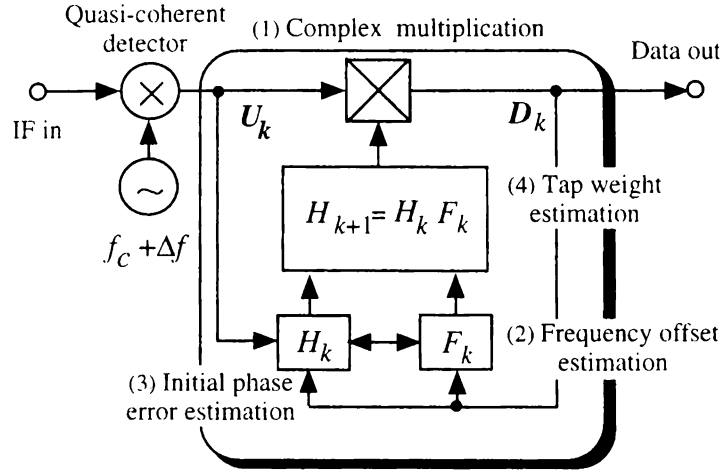 Quasi-coherent
detector
(1) Complex multiplication
Data out
IF in
U_k
D_k
f_C + Δf
H_{k+1} = H_k F_k
(4) Tap weight
estimation
H_k
F_k
(2) Frequency offset
estimation
(3) Initial phase
error estimation